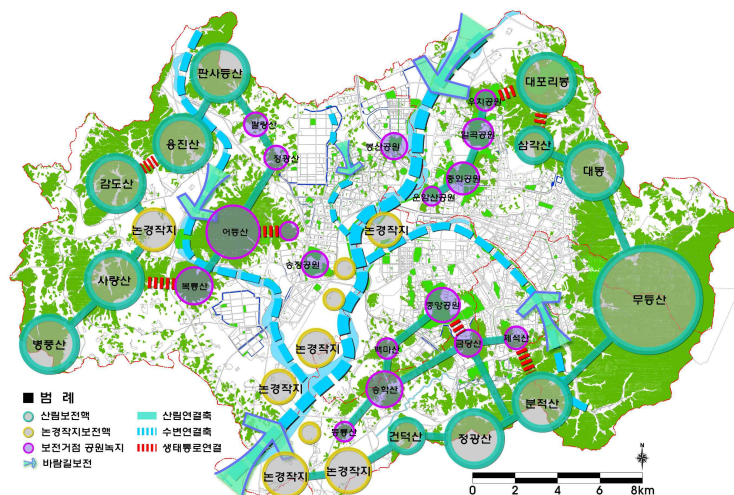 판사등산
대포리봉
우치공원
팔랑산
용진산
봉산공원
일곡공원
삼각산
정광산
대봉
감도산
중외공원
운암산공원
논경작지
어등산
논경작지
송정공원
사랑산
복룡산
무등산
중앙공원
제석산
금당산
백마산
병풍산
논경작지
송학산
논경작지
분적산
범 례
건덕산
정광산
산림보전핵
산림연결축
논경작지보전핵
수변연결축
보전거점 공원녹지
생태통로연결
논경작지
논경작지
바람길보전
N
0 2 4 6 8km